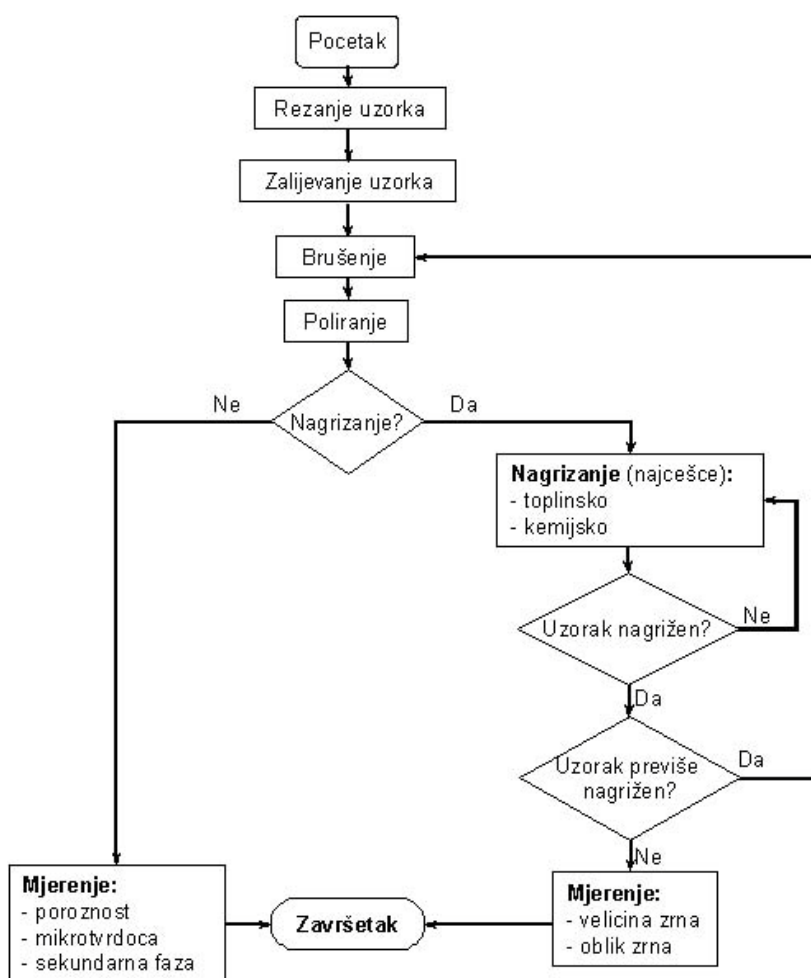 Pocetak
Rezanje uzorka
Zalijevanje uzorka
Brušenje
Poliranje
Ne
Da
Nagrizanje?
Nagrizanje (najcešce):
- toplinsko
- kemijsko
Uzorak nagrižen?
Ne
Da
Uzorak previše
nagrižen?
Da
Ne
Mjerenje:
- poroznost
- mikrotvrdoca
- sekundarna faza
Završetak
Mjerenje:
- velicina zrna
- oblik zrna